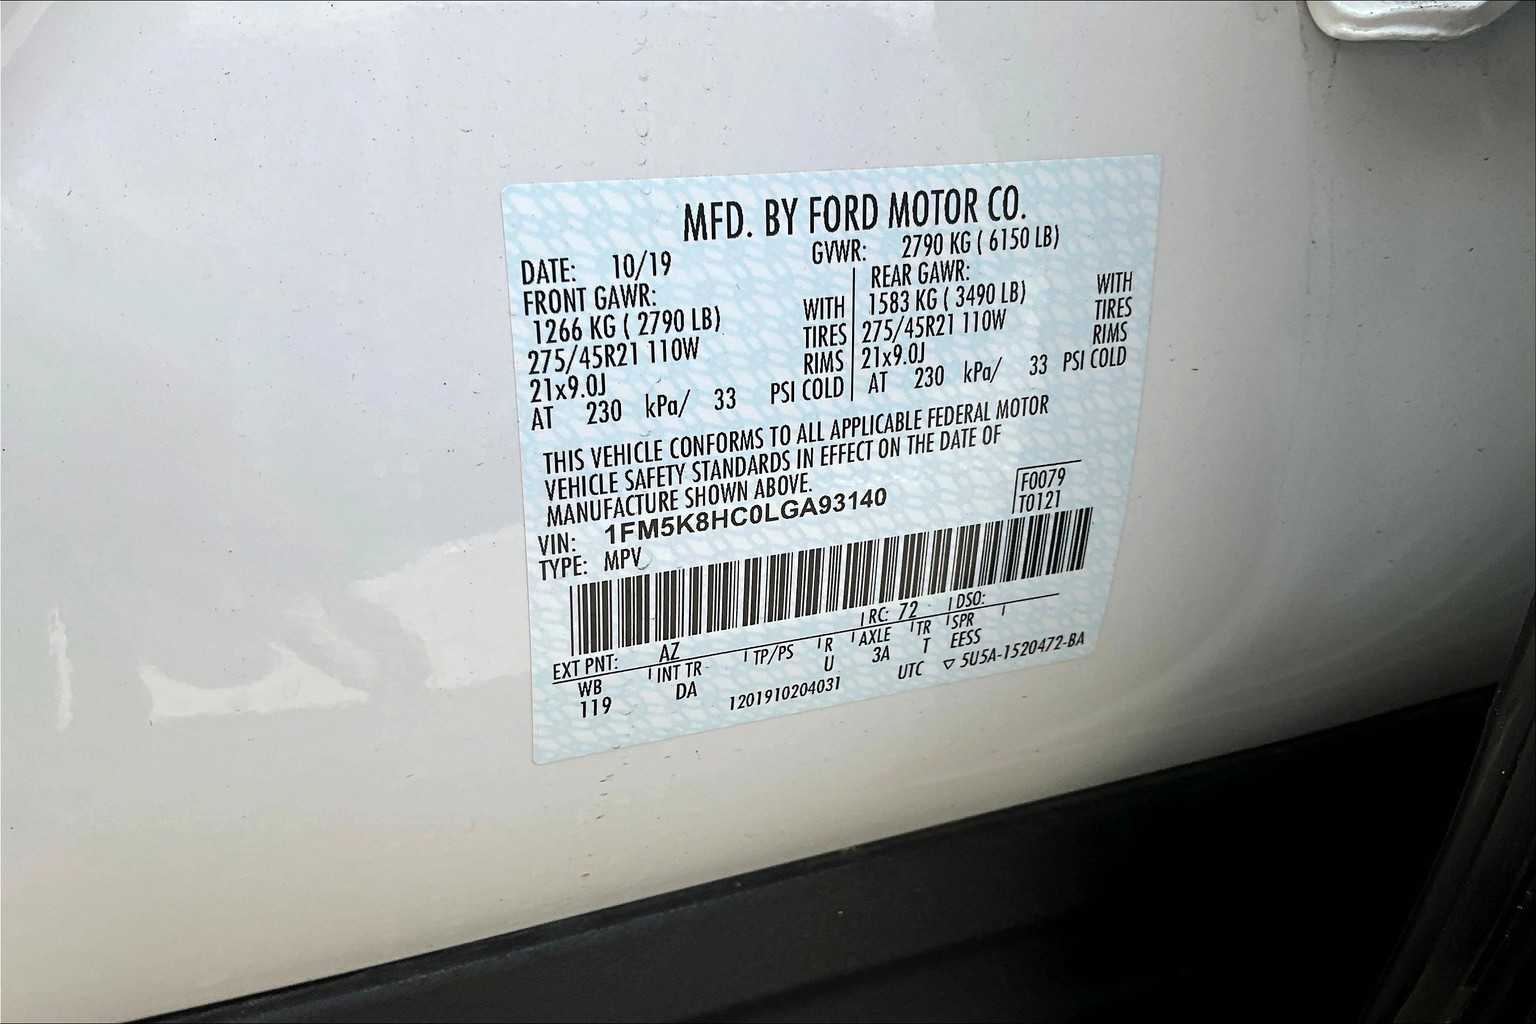 MFD. BY FORD MOTOR CO.
DATE: 10/19
GVWR: 2790 KG ( 6150 LB)
FRONT GAWR:
1266 KG ( 2790 LB) WITH
275/45R21 110W TIRES
21x9.0J RIMS
AT 230 kPa/ 33 PSI COLD
REAR GAWR: WITH
1583 KG ( 3490 LB) TIRES
275/45R21 110W RIMS
21x9.0J
AT 230 kPa/ 33 PSI COLD
THIS VEHICLE CONFORMS TO ALL APPLICABLE FEDERAL MOTOR
VEHICLE SAFETY STANDARDS IN EFFECT ON THE DATE OF
MANUFACTURE SHOWN ABOVE.
VIN: 1FM5K8HC0LGA93140
TYPE: MPV
F0079
T0121
EXT PNT: AZ RC: 72 DSO:
WB INT TR TP/PS R AXLE TR SPR
119 DA U 3A T EESS
1201910204031 UTC ▽ 5U5A-1520472-BA